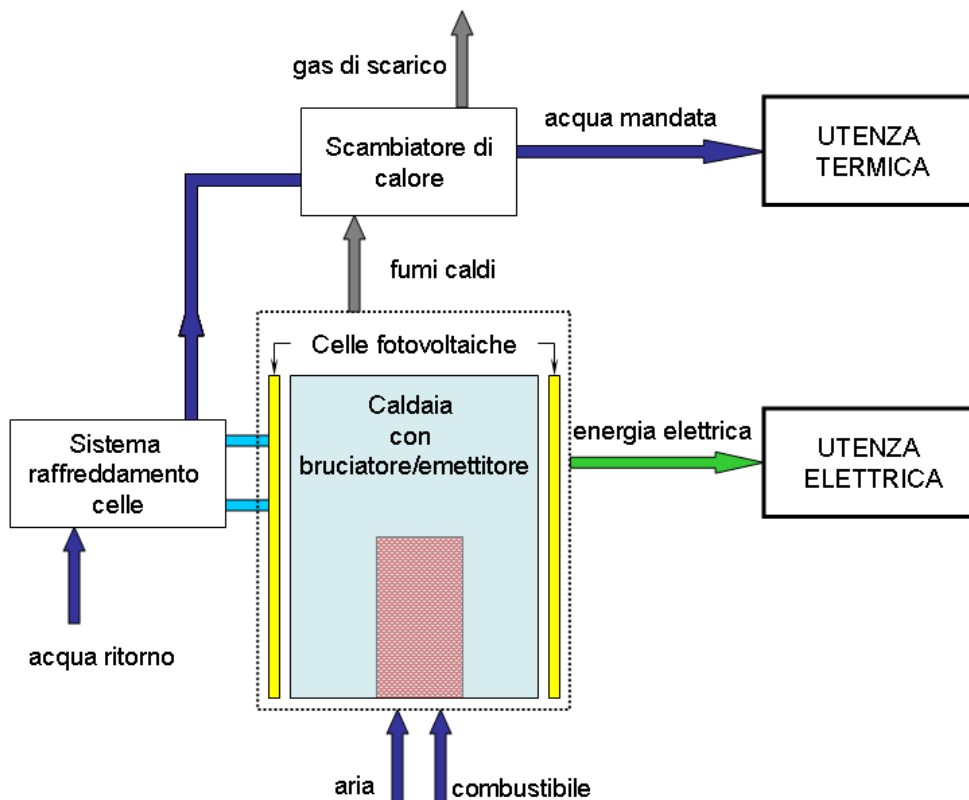 gas di scarico
acqua mandata
Scambiatore di
calore
UTENZA
TERMICA
fumi caldi
Celle fotovoltaiche
Caldaia
con
bruciatore/emettitore
energia elettrica
UTENZA
ELETTRICA
Sistema
raffreddamento
celle
acqua ritorno
aria
combustibile